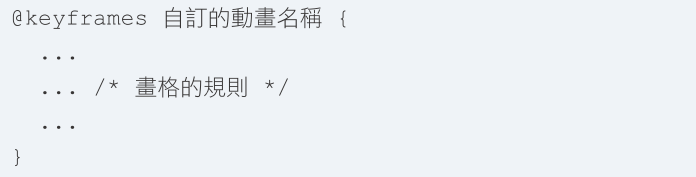 @keyframes 自訂的動畫名稱 {
  ...
  ... /* 畫格的規則 */
  ...
}